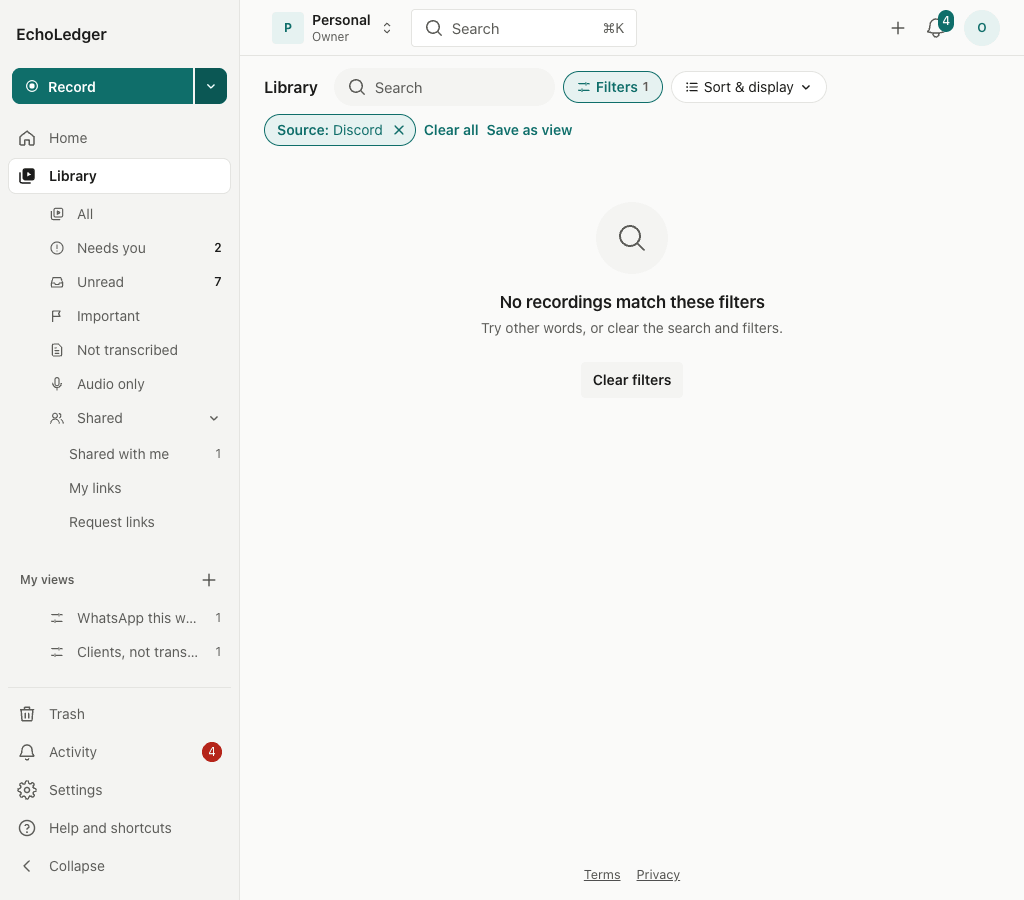 EchoLedger
Record
Home
Library
All
Needs you 2
Unread 7
Important
Not transcribed
Audio only
Shared
Shared with me 1
My links
Request links
My views
WhatsApp this w... 1
Clients, not trans... 1
Trash
Activity 4
Settings
Help and shortcuts
Collapse
P Personal
Owner
Search ⌘K
4
O
Library Search Filters 1 Sort & display
Source: Discord Clear all Save as view
No recordings match these filters
Try other words, or clear the search and filters.
Clear filters
Terms Privacy